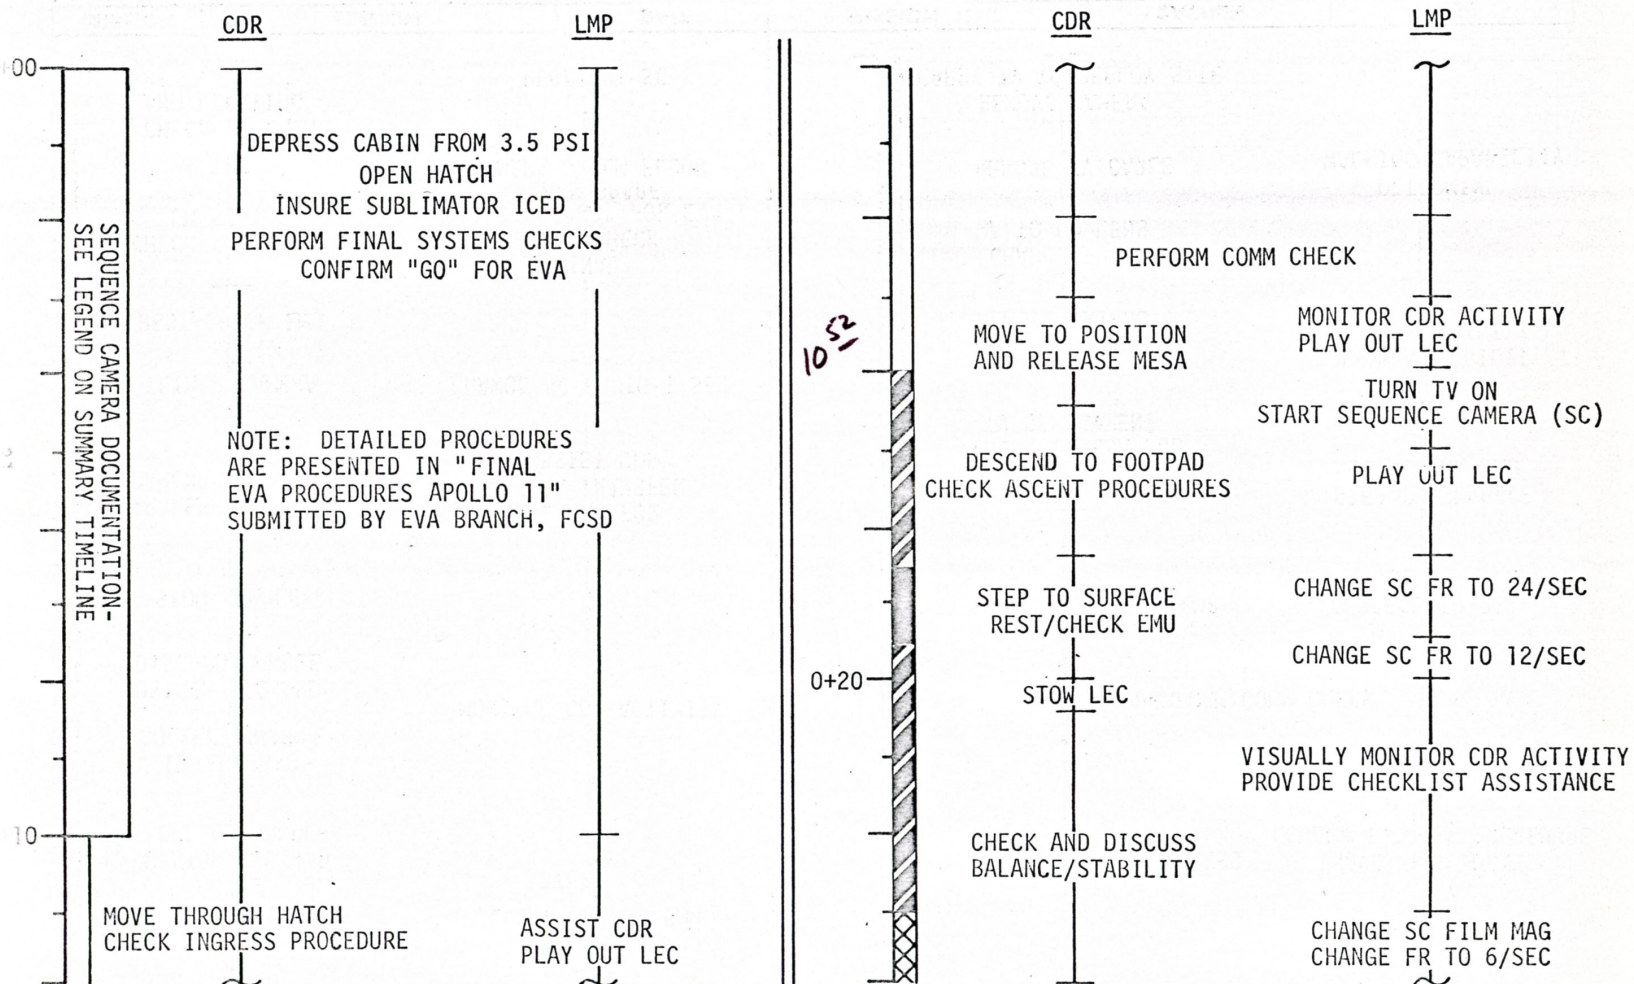 CDR
LMP
+00
DEPRESS CABIN FROM 3.5 PSI
OPEN HATCH
INSURE SUBLIMATOR ICED
PERFORM FINAL SYSTEMS CHECKS
CONFIRM "GO" FOR EVA
SEQUENCE CAMERA DOCUMENTATION-
SEE LEGEND ON SUMMARY TIMELINE
NOTE: DETAILED PROCEDURES
ARE PRESENTED IN "FINAL
EVA PROCEDURES APOLLO 11"
SUBMITTED BY EVA BRANCH, FCSD
10
MOVE THROUGH HATCH
CHECK INGRESS PROCEDURE
ASSIST CDR
PLAY OUT LEC
CDR
LMP
PERFORM COMM CHECK
10 52
MOVE TO POSITION
AND RELEASE MESA
MONITOR CDR ACTIVITY
PLAY OUT LEC
TURN TV ON
START SEQUENCE CAMERA (SC)
DESCEND TO FOOTPAD
CHECK ASCENT PROCEDURES
PLAY OUT LEC
STEP TO SURFACE
REST/CHECK EMU
CHANGE SC FR TO 24/SEC
CHANGE SC FR TO 12/SEC
0+20
STOW LEC
VISUALLY MONITOR CDR ACTIVITY
PROVIDE CHECKLIST ASSISTANCE
CHECK AND DISCUSS
BALANCE/STABILITY
CHANGE SC FILM MAG
CHANGE FR TO 6/SEC